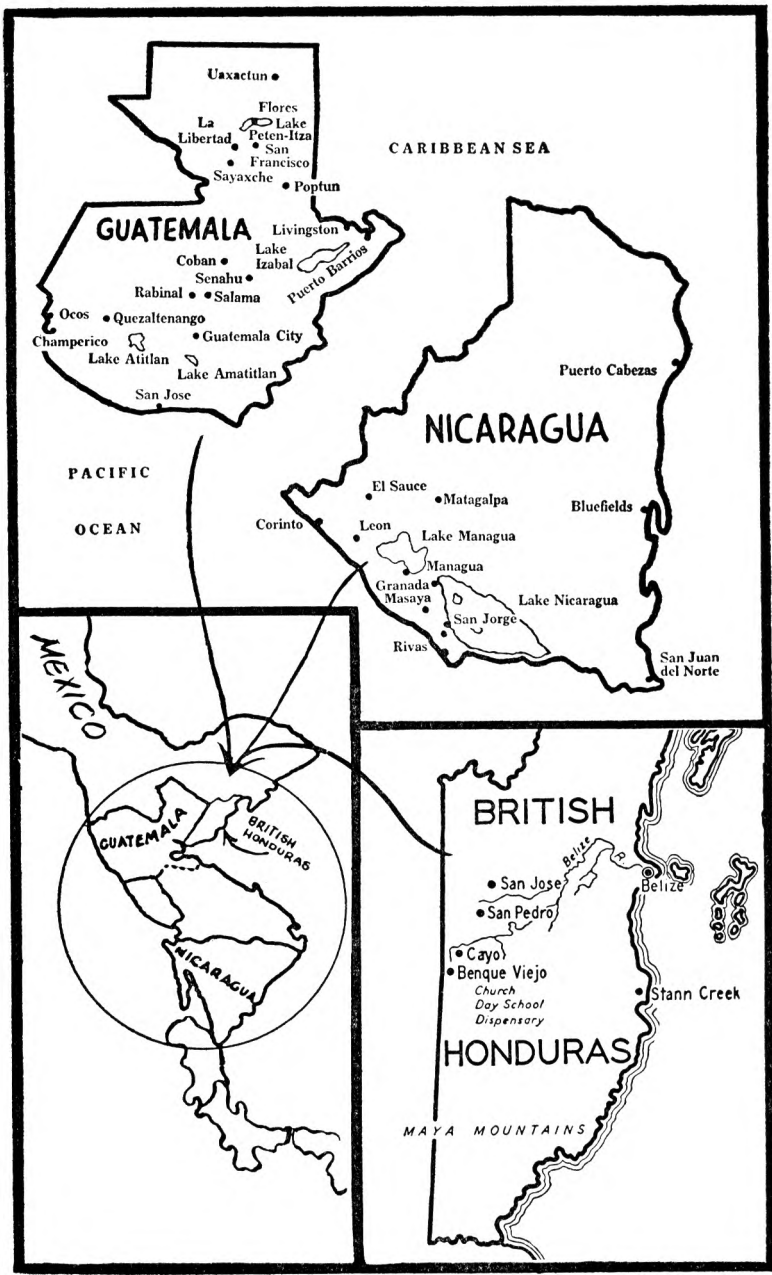 Uaxactun
Flores
La
Libertad
Lake
Peten-Itza
San
Francisco
Sayaxche
Poptun
CARIBBEAN SEA
GUATEMALA
Livingston
Lake
Izabal
Puerto Barrios
Coban
Senahu
Rabinal
Salama
Ocos
Quezaltenango
Champerico
Guatemala City
Lake Atitlan
Lake Amatitlan
San Jose
PACIFIC
OCEAN
Puerto Cabezas
NICARAGUA
El Sauce
Matagalpa
Corinto
Leon
Bluefields
Lake Managua
Managua
Granada
Masaya
Lake Nicaragua
San Jorge
Rivas
San Juan
del Norte
MEXICO
GUATEMALA
BRITISH
HONDURAS
NICARAGUA
BRITISH
Belize R.
Belize
San Jose
San Pedro
Cayo
Benque Viejo
Church
Day School
Dispensary
Stann Creek
HONDURAS
MAYA MOUNTAINS